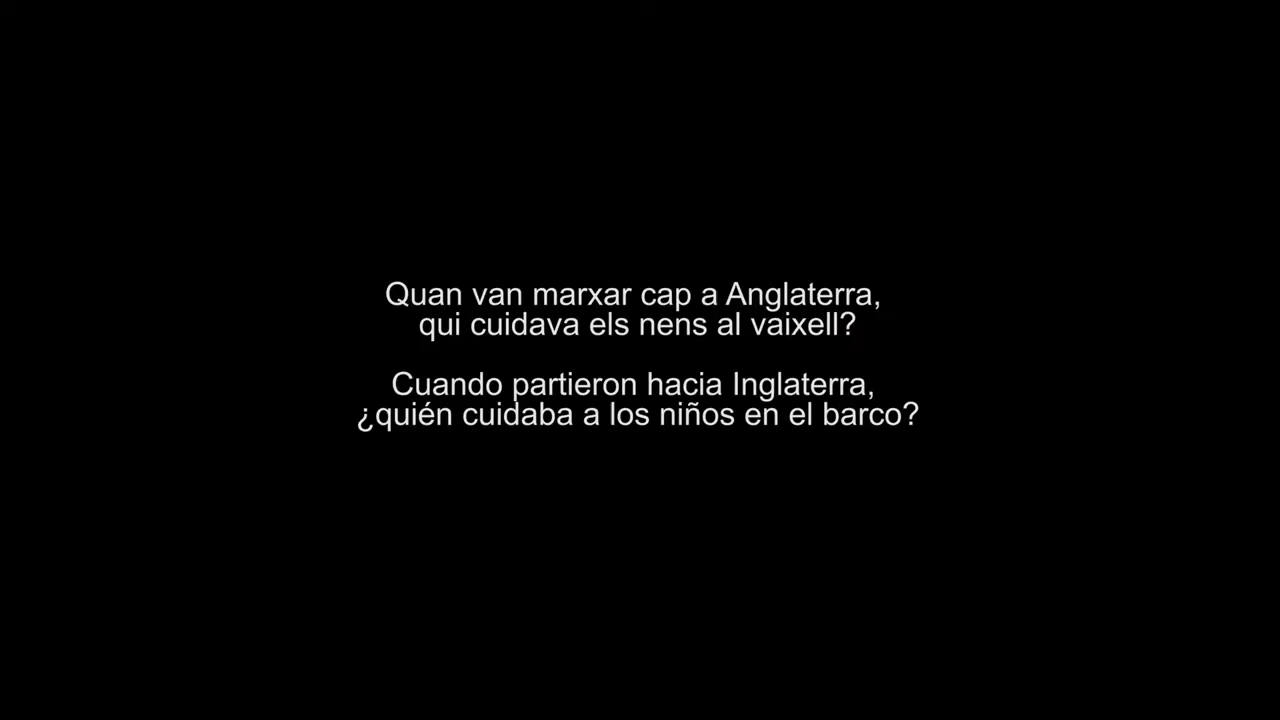 Quan van marxar cap a Anglaterra,
qui cuidava els nens al vaixell?
Cuando partieron hacia Inglaterra,
¿quién cuidaba a los niños en el barco?